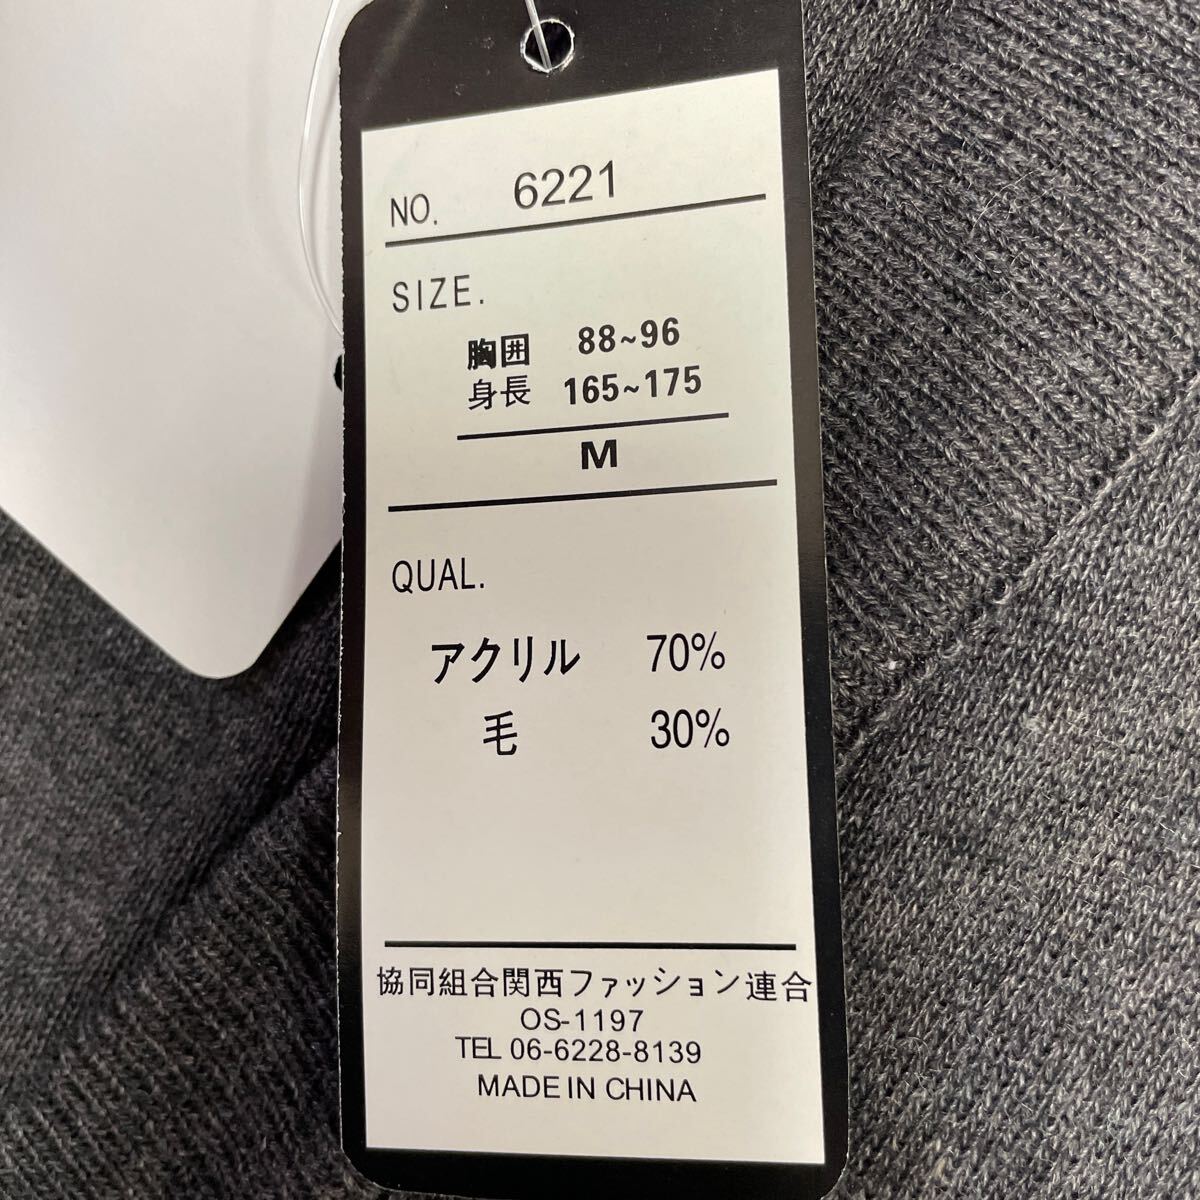 NO. 6221
SIZE.
胸囲 88~96
身長 165~175
M
QUAL.
アクリル 70%
毛 30%
協同組合関西ファッション連合
OS-1197
TEL 06-6228-8139
MADE IN CHINA